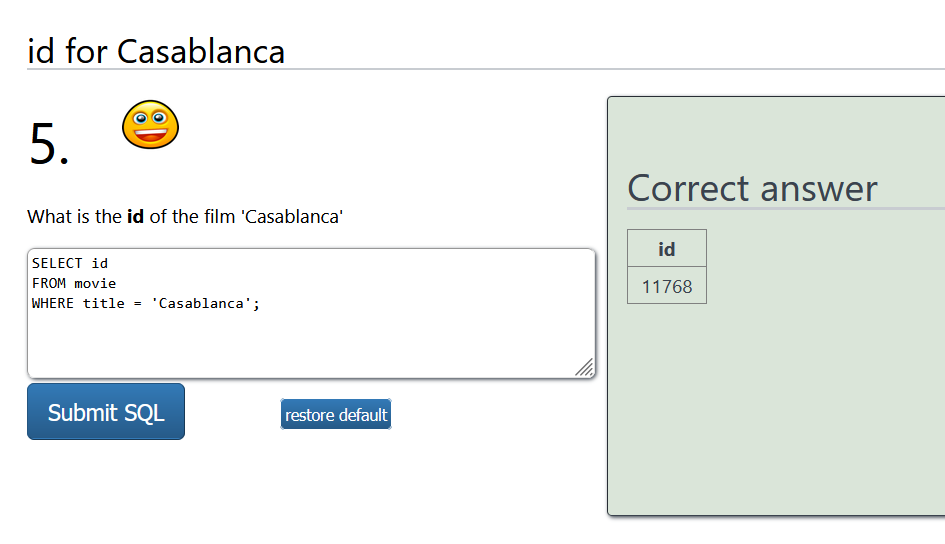 id for Casablanca
5.
What is the id of the film 'Casablanca'
SELECT id
FROM movie
WHERE title = 'Casablanca';
Submit SQL
restore default
Correct answer
id
11768